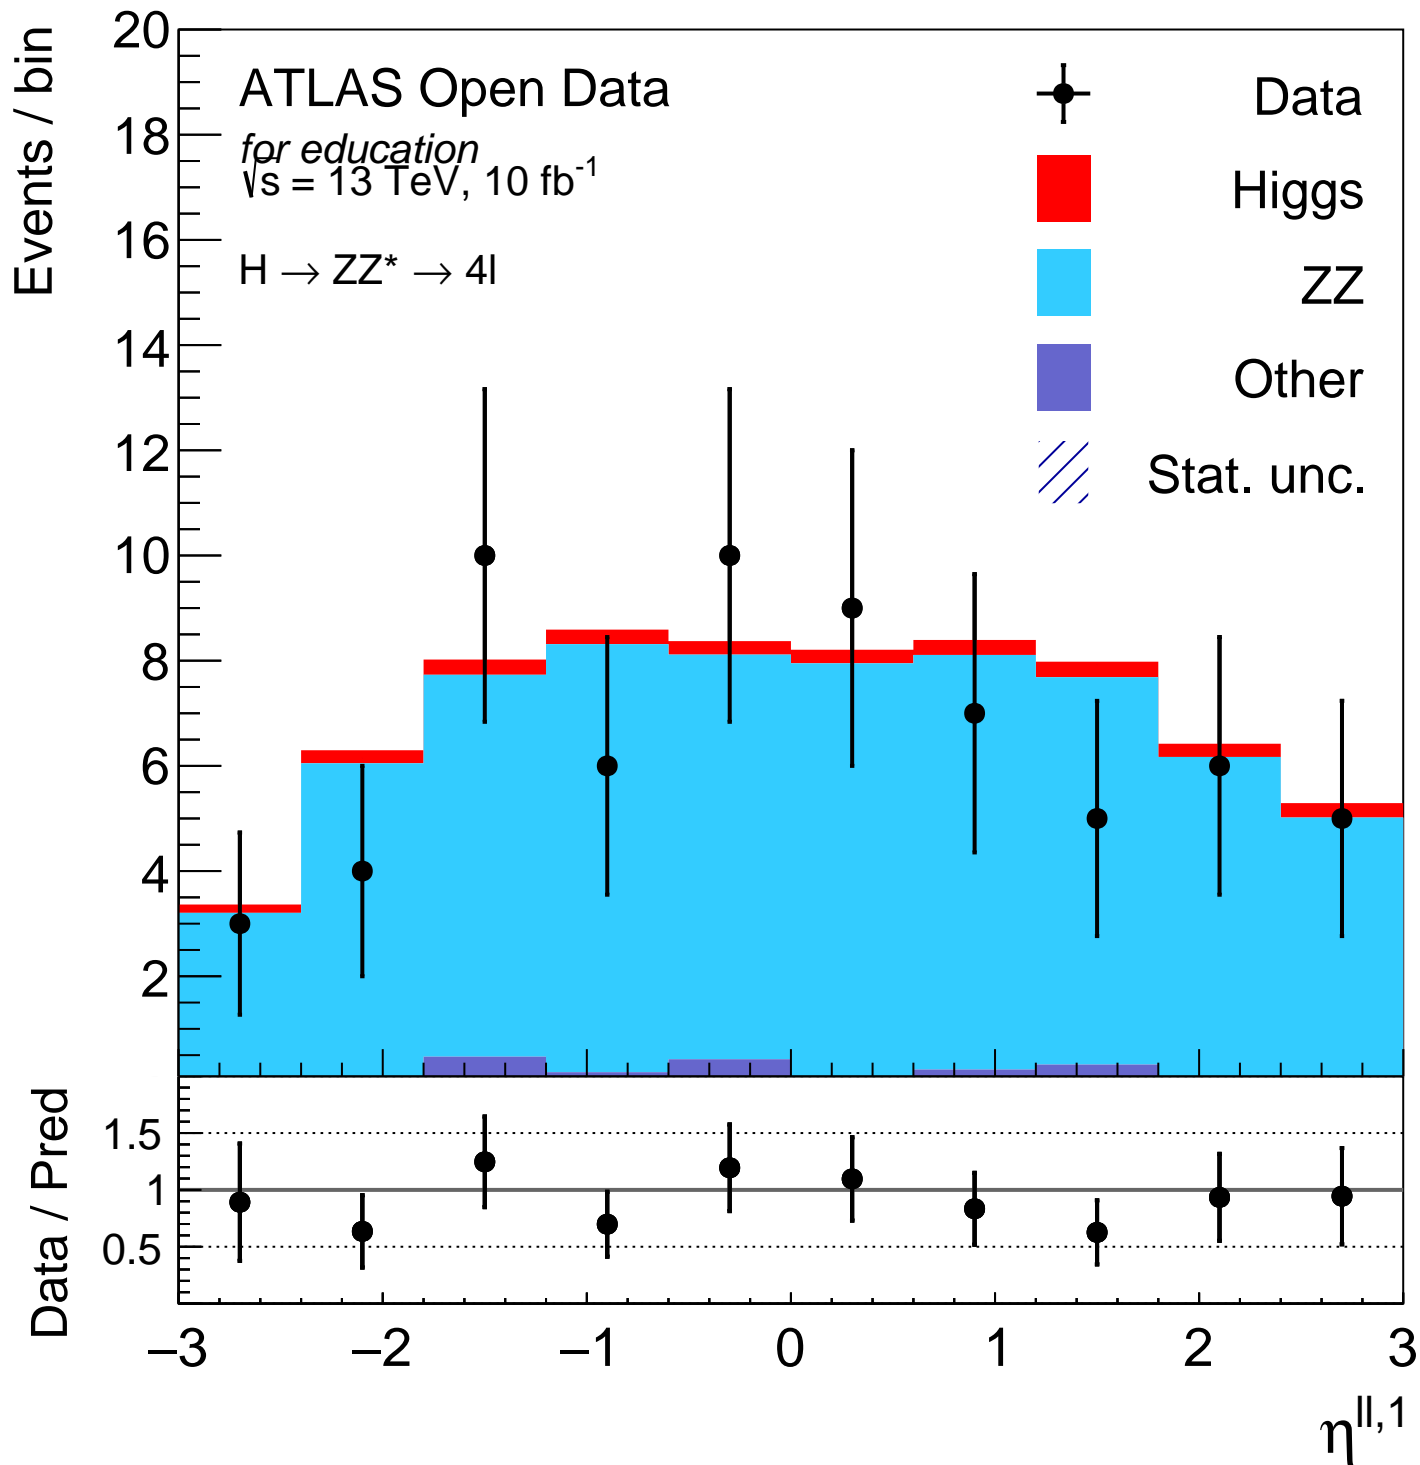 Events / bin
20
18
16
14
12
10
8
6
4
2
ATLAS Open Data
for education
√s = 13 TeV, 10 fb⁻¹
H → ZZ* → 4l
Data
Higgs
ZZ
Other
Stat. unc.
Data / Pred
1.5
1
0.5
−3 −2 −1 0 1 2 3
η^ll,1